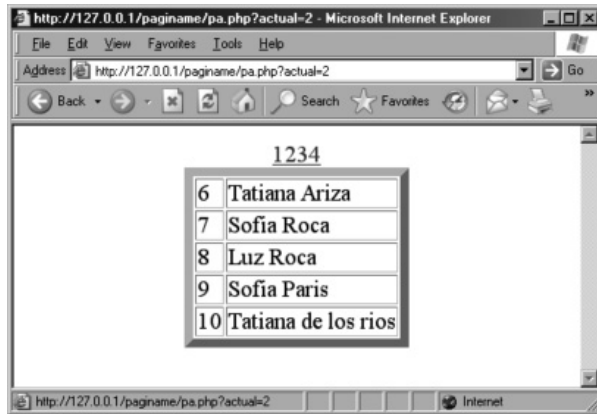 http://127.0.0.1/paginame/pa.php?actual=2 - Microsoft Internet Explorer
File Edit View Favorites Tools Help
Address http://127.0.0.1/paginame/pa.php?actual=2 Go
Back Search Favorites »
1234
6 Tatiana Ariza
7 Sofia Roca
8 Luz Roca
9 Sofia Paris
10 Tatiana de los rios
http://127.0.0.1/paginame/pa.php?actual=2 Internet